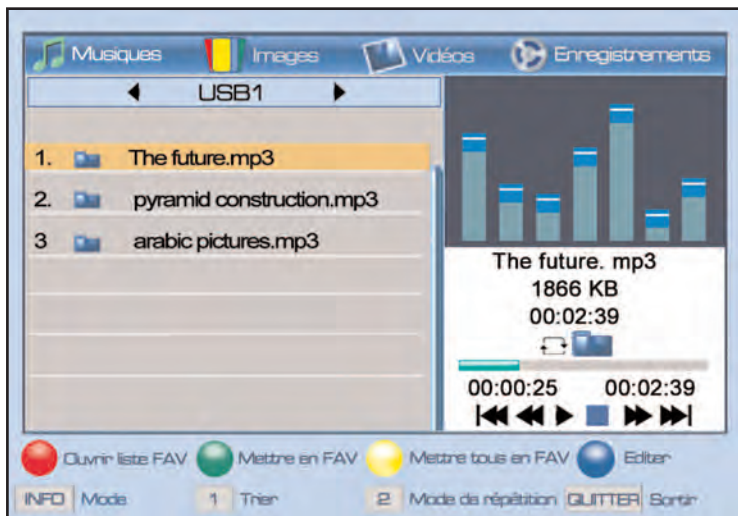 Musiques Images Vidéos Enregistrements
USB1
1. The future.mp3
2. pyramid construction.mp3
3 arabic pictures.mp3
The future. mp3
1866 KB
00:02:39
00:00:25 00:02:39
Ouvrir liste FAV Mettre en FAV Mettre tous en FAV Editer
INFO Mode 1 Trier 2 Mode de répétition QUITTER Sortir